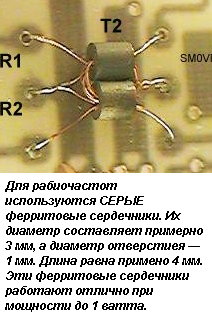 T2
R1
SM0V
R2
Для рабиочастот
используются СЕРЫЕ
ферритовые сердечники. Их
диаметр составляет примерно
3 мм, а диаметр отверстиея —
1 мм. Длина равна примено 4 мм.
Эти ферритовые сердечники
работают отлично при
мощности до 1 ватта.